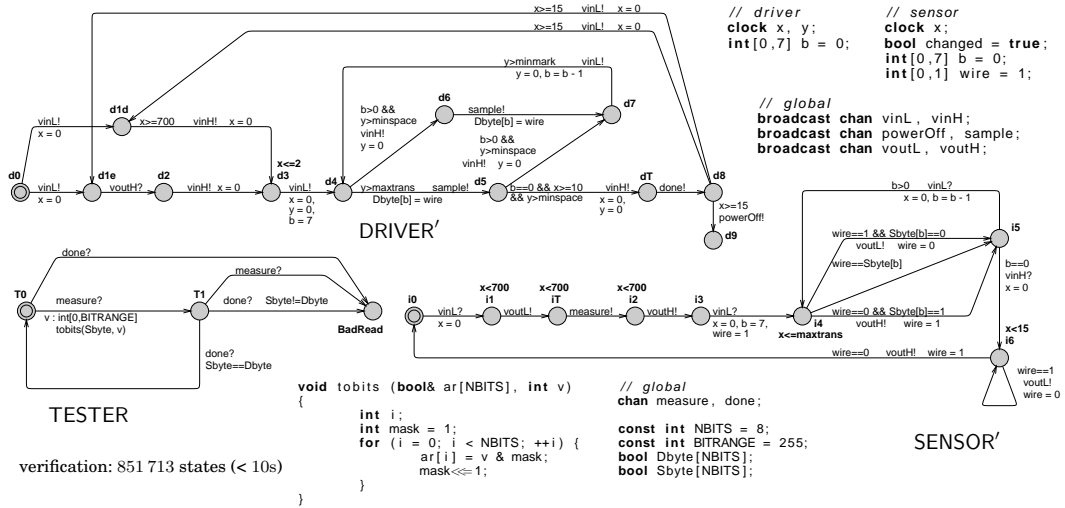 x>=15 vinL! x = 0
x>=15 vinL! x = 0
// driver
clock x, y;
int[0,7] b = 0;
// sensor
clock x;
bool changed = true;
int[0,7] b = 0;
int[0,1] wire = 1;
// global
broadcast chan vinL, vinH;
broadcast chan powerOff, sample;
broadcast chan voutL, voutH;
y>minmark vinL!
y = 0, b = b - 1
d1d
vinL!
x = 0
x>=700 vinH! x = 0
b>0 &&
y>minspace
vinH!
y = 0
d6
sample!
Dbyte[b] = wire
d7
b>0 &&
y>minspace
vinH! y = 0
d0
vinL!
x = 0
d1e
voutH?
d2
vinH! x = 0
x<=2
d3
vinL!
x = 0,
y = 0,
b = 7
d4
y>maxtrans sample!
Dbyte[b] = wire
d5
b==0 && x>=10
&& y>minspace
vinH!
x = 0,
y = 0
dT
done!
d8
x>=15
powerOff!
d9
DRIVER′
b>0 vinL?
x = 0, b = b - 1
wire==1 && Sbyte[b]==0
voutL! wire = 0
i5
wire==Sbyte[b]
b==0
vinH?
x = 0
wire==0 && Sbyte[b]==1
voutH! wire = 1
done?
measure?
T0
measure?
v : int[0,BITRANGE]
tobits(Sbyte, v)
T1
done? Sbyte!=Dbyte
BadRead
done?
Sbyte==Dbyte
TESTER
i0
vinL?
x = 0
x<700
i1
voutL!
x<700
iT
measure!
x<700
i2
voutH!
i3
vinL?
x = 0, b = 7,
wire = 1
i4
x<=maxtrans
x<15
i6
wire==0 voutH! wire = 1
wire==1
voutL!
wire = 0
SENSOR′
void tobits (bool& ar[NBITS], int v)
{
int i;
int mask = 1;
for (i = 0; i < NBITS; ++i) {
ar[i] = v & mask;
mask<<=1;
}
}
// global
chan measure, done;
const int NBITS = 8;
const int BITRANGE = 255;
bool Dbyte[NBITS];
bool Sbyte[NBITS];
verification: 851 713 states (< 10s)